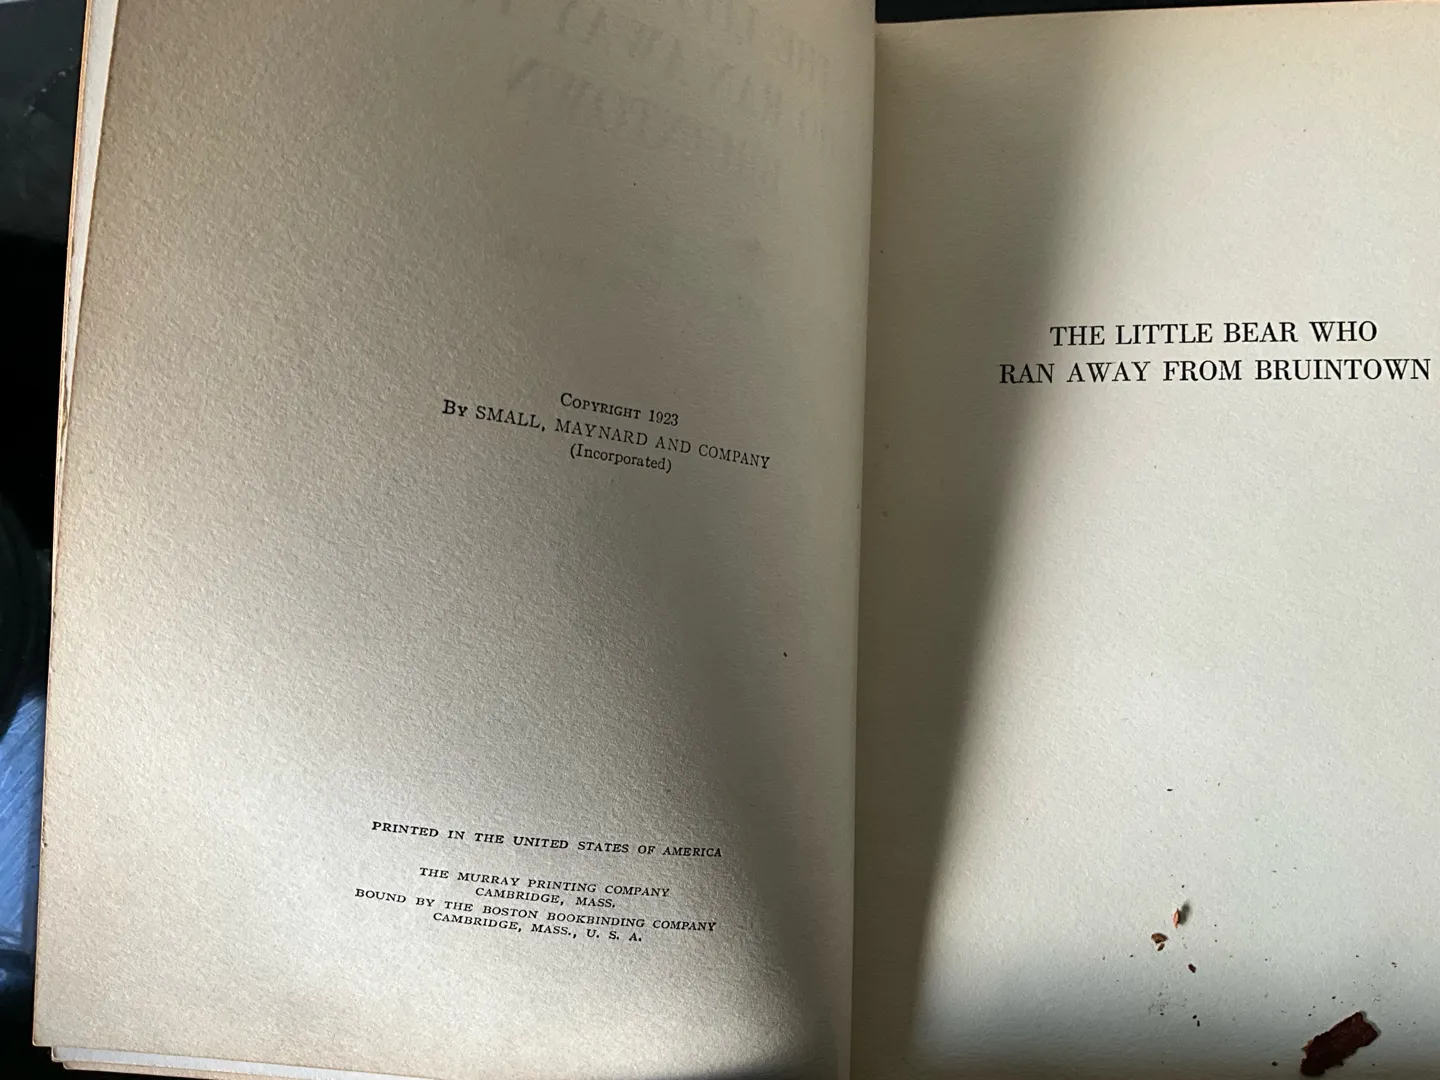 Copyright 1923
By SMALL, MAYNARD AND COMPANY
(Incorporated)
PRINTED IN THE UNITED STATES OF AMERICA
THE MURRAY PRINTING COMPANY
CAMBRIDGE, MASS.
BOUND BY THE BOSTON BOOKBINDING COMPANY
CAMBRIDGE, MASS., U. S. A.
THE LITTLE BEAR WHO
RAN AWAY FROM BRUINTOWN